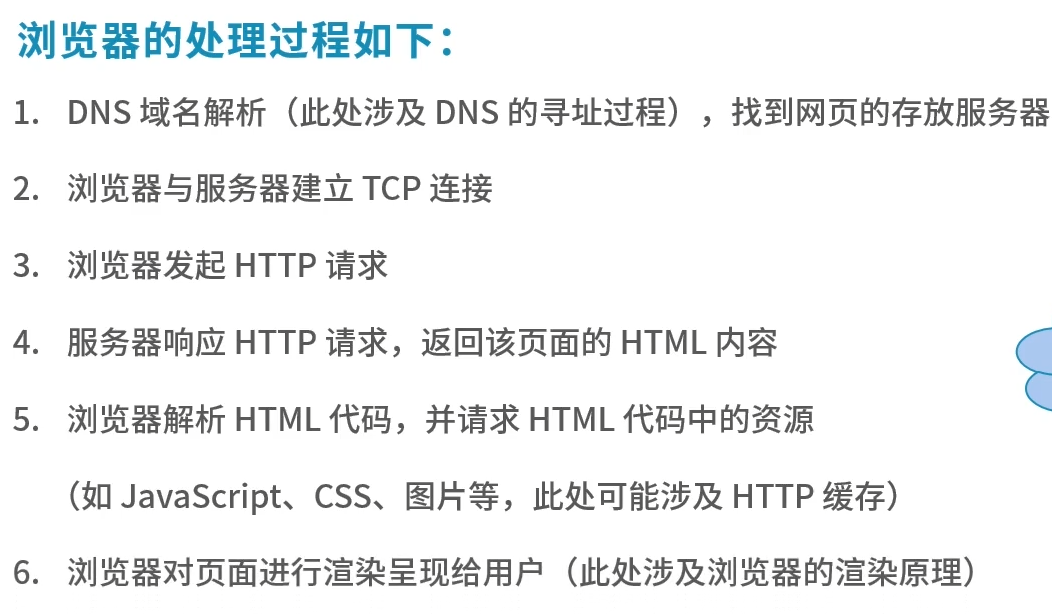 浏览器的处理过程如下：
1. DNS 域名解析（此处涉及 DNS 的寻址过程），找到网页的存放服务器
2. 浏览器与服务器建立 TCP 连接
3. 浏览器发起 HTTP 请求
4. 服务器响应 HTTP 请求，返回该页面的 HTML 内容
5. 浏览器解析 HTML 代码，并请求 HTML 代码中的资源
（如 JavaScript、CSS、图片等，此处可能涉及 HTTP 缓存）
6. 浏览器对页面进行渲染呈现给用户（此处涉及浏览器的渲染原理）